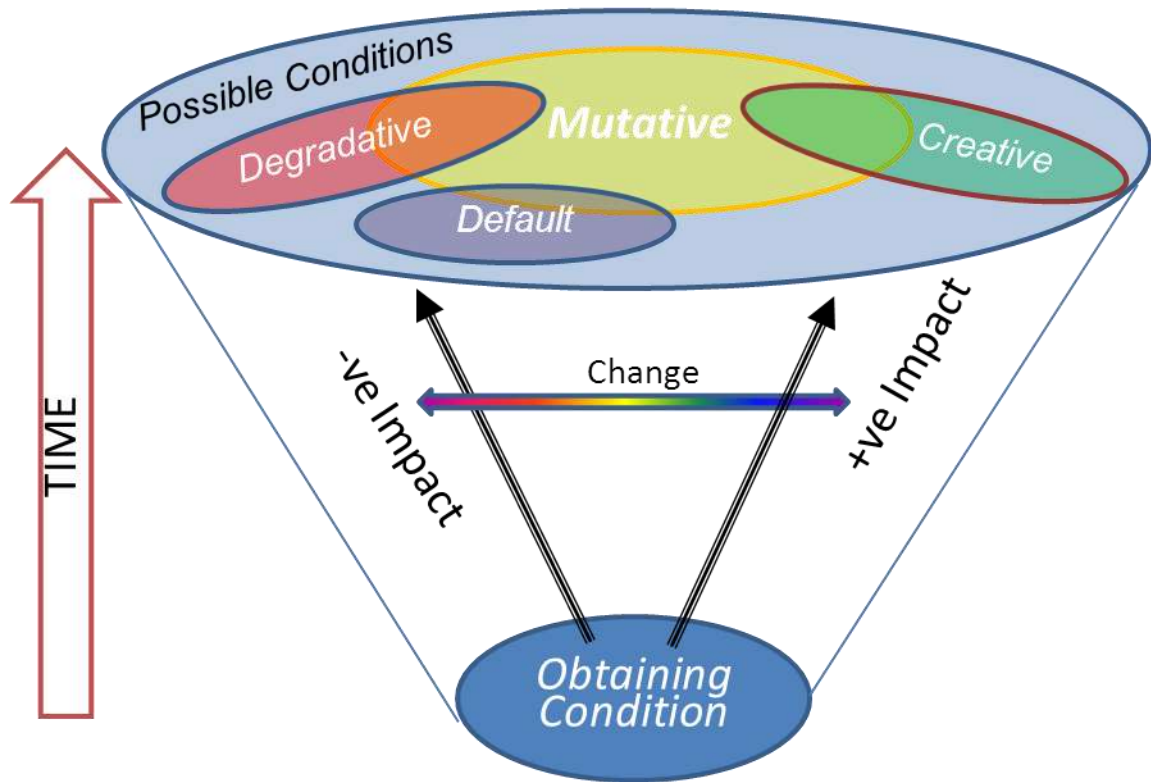 Possible Conditions
Degradative
Mutative
Creative
Default
TIME
-ve Impact
Change
+ve Impact
Obtaining
Condition